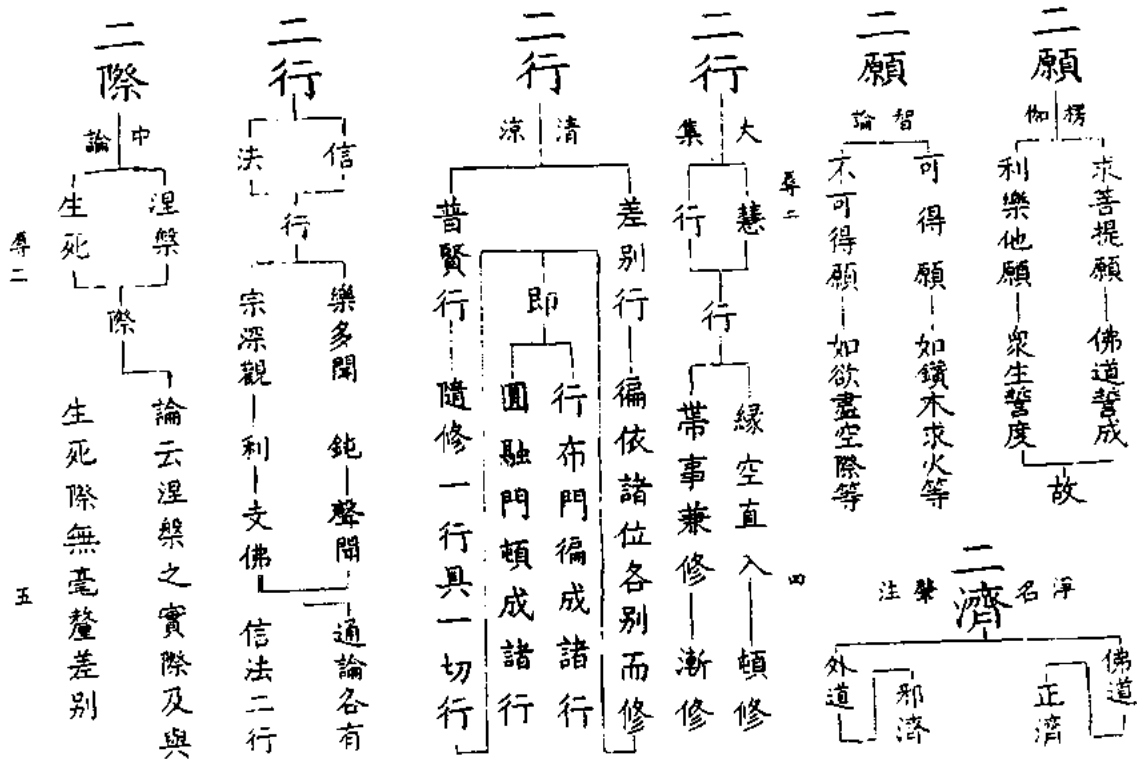 二願
楞伽
求菩提願
佛道誓成
利樂他願
衆生誓度
故
二濟
淨名
肇注
佛道
正濟
外道
邪濟
二願
智論
可得願
如鑽木求火等
不可得願
如欲盡空際等
二
四
二行
大集
慧
行
行
緣空直入
頓修
帶事兼修
漸修
二行
清涼
差別行
徧依諸位各別而修
普賢行
隨修一行具一切行
即
行布門徧成諸行
圓融門頓成諸行
二行
信
法
行
樂多聞
鈍
聲聞
宗深觀
利
支佛
通論各有
信法二行
二際
中論
涅槃
生死
際
論云涅槃之實際及與
生死際無毫釐差別
二
五